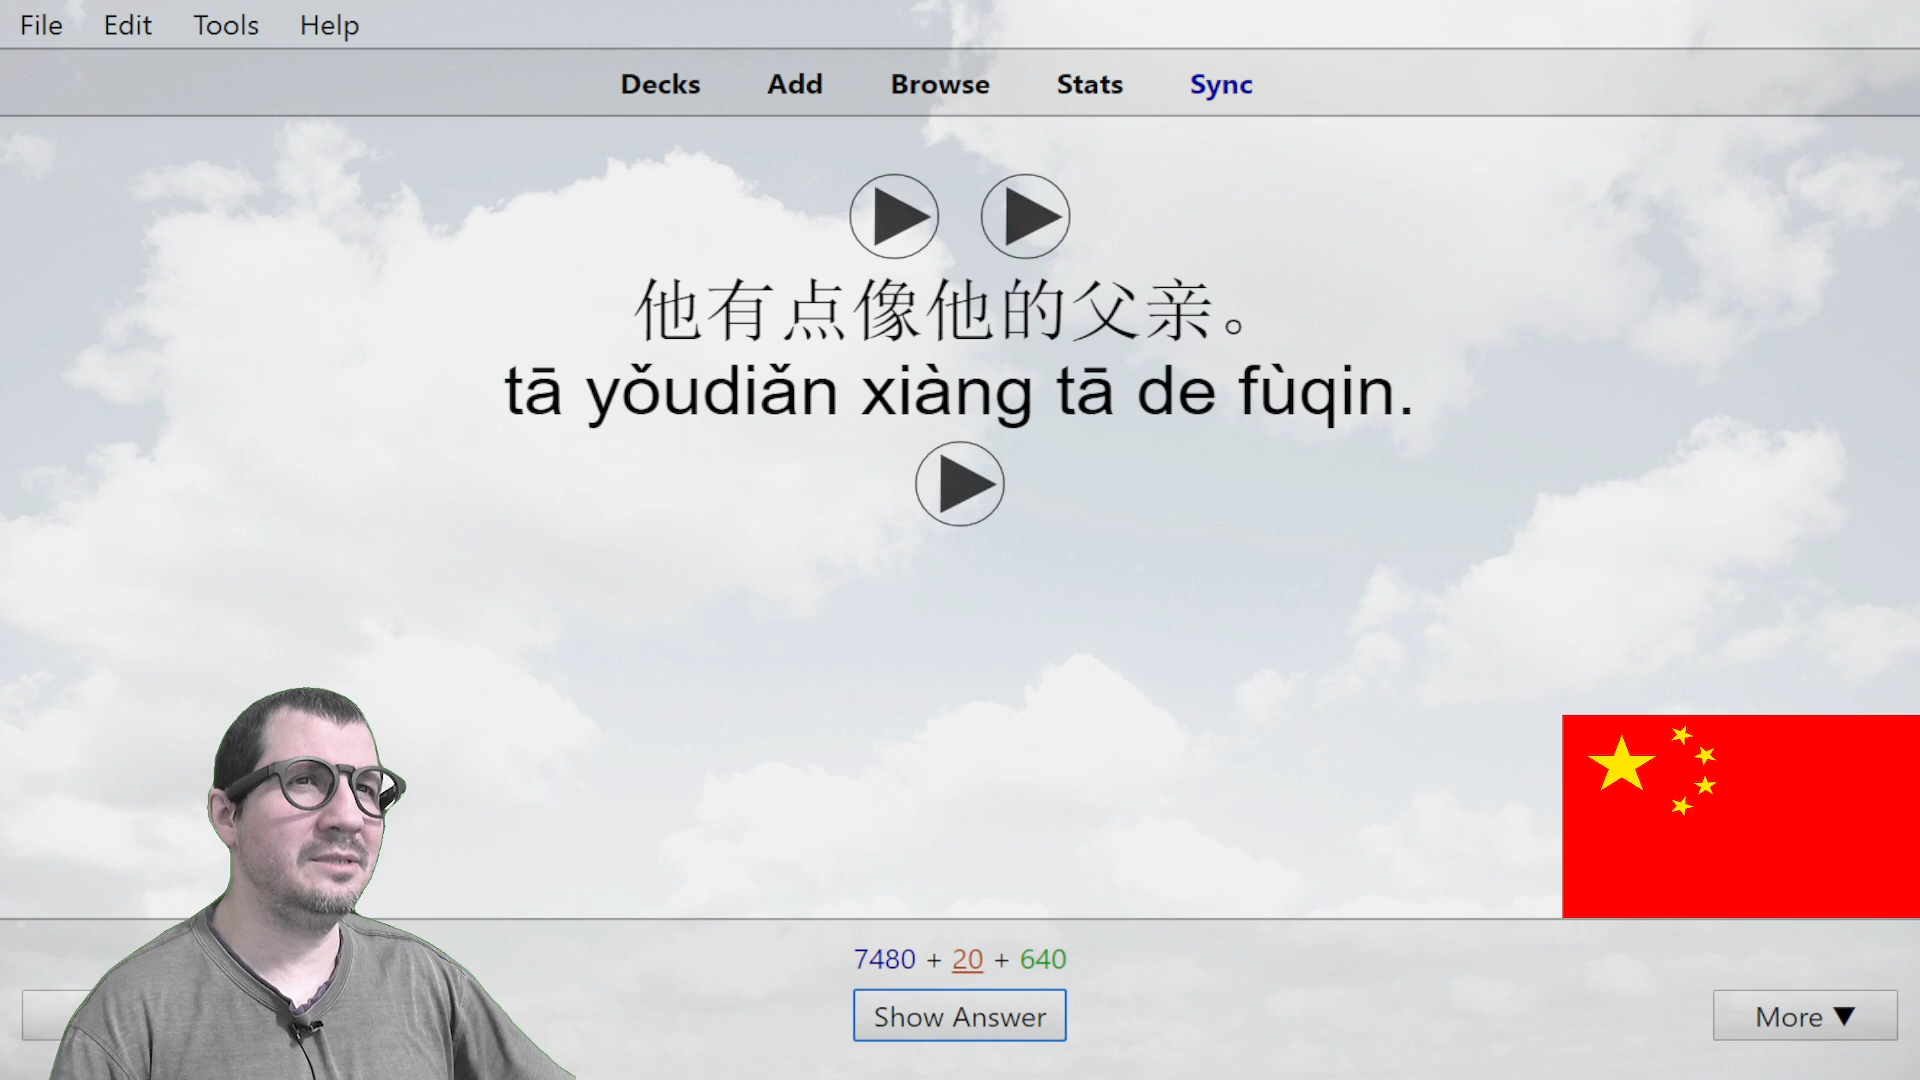 File Edit Tools Help
Decks Add Browse Stats Sync
他有点像他的父亲。
tā yǒudiǎn xiàng tā de fùqin.
7480 + 20 + 640
Show Answer
More ▼